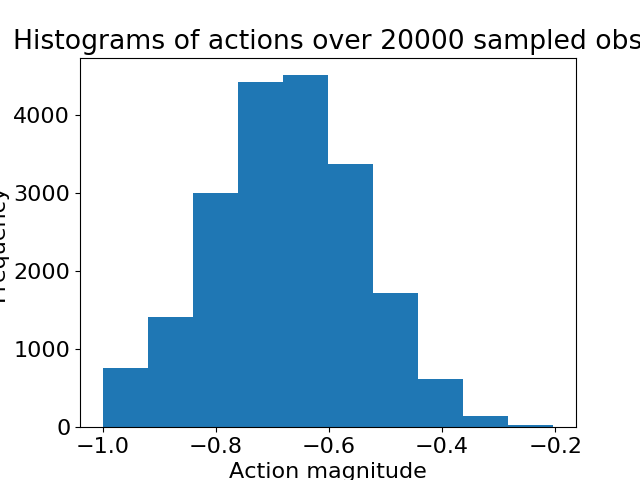 Histograms of actions over 20000 sampled obs
4000
3000
2000
1000
0
Frequency
−1.0 −0.8 −0.6 −0.4 −0.2
Action magnitude